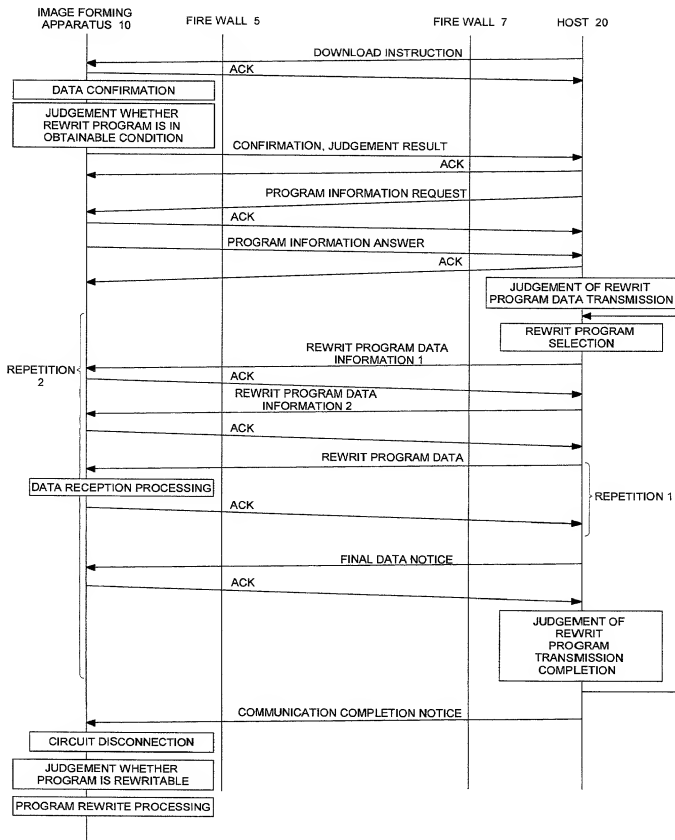 IMAGE FORMING
APPARATUS 10
FIRE WALL 5
FIRE WALL 7
HOST 20
DOWNLOAD INSTRUCTION
ACK
DATA CONFIRMATION
JUDGEMENT WHETHER
REWRIT PROGRAM IS IN
OBTAINABLE CONDITION
CONFIRMATION, JUDGEMENT RESULT
ACK
PROGRAM INFORMATION REQUEST
ACK
PROGRAM INFORMATION ANSWER
ACK
JUDGEMENT OF REWRIT
PROGRAM DATA TRANSMISSION
REWRIT PROGRAM
SELECTION
REWRIT PROGRAM DATA
INFORMATION 1
REPETITION
2
ACK
REWRIT PROGRAM DATA
INFORMATION 2
ACK
REWRIT PROGRAM DATA
DATA RECEPTION PROCESSING
REPETITION 1
ACK
FINAL DATA NOTICE
ACK
JUDGEMENT OF
REWRIT
PROGRAM
TRANSMISSION
COMPLETION
COMMUNICATION COMPLETION NOTICE
CIRCUIT DISCONNECTION
JUDGEMENT WHETHER
PROGRAM IS REWRITABLE
PROGRAM REWRITE PROCESSING